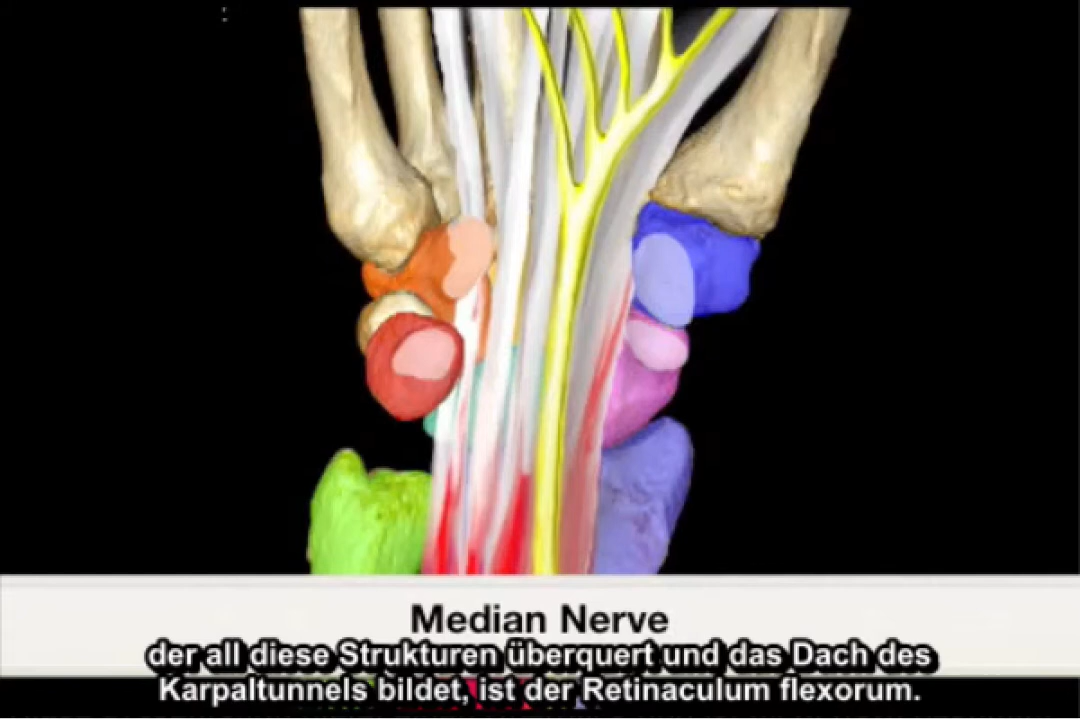 Median Nerve
der all diese Strukturen überquert und das Dach des
Karpaltunnels bildet, ist der Retinaculum flexorum.